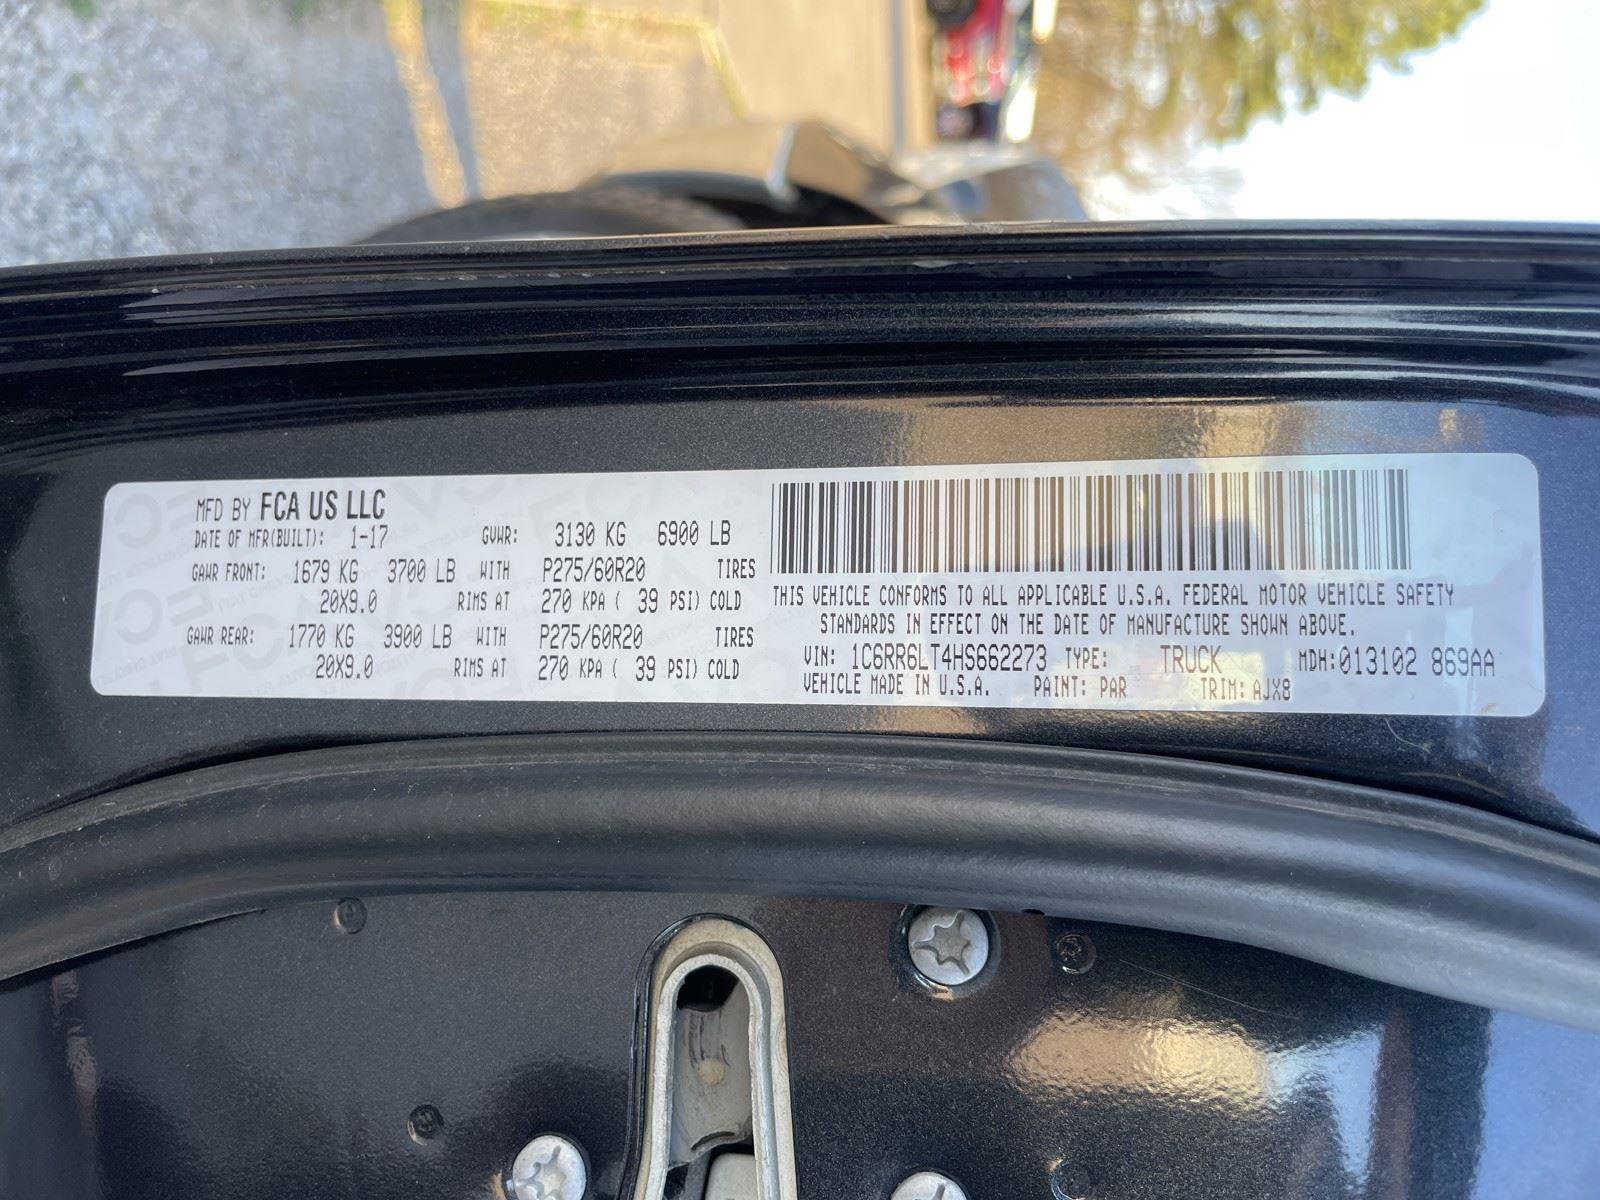 MFD BY FCA US LLC
DATE OF MFR(BUILT): 1-17 GVWR: 3130 KG 6900 LB
GAWR FRONT: 1679 KG 3700 LB WITH P275/60R20 TIRES
20X9.0 RIMS AT 270 KPA ( 39 PSI) COLD
GAWR REAR: 1770 KG 3900 LB WITH P275/60R20 TIRES
20X9.0 RIMS AT 270 KPA ( 39 PSI) COLD
THIS VEHICLE CONFORMS TO ALL APPLICABLE U.S.A. FEDERAL MOTOR VEHICLE SAFETY
STANDARDS IN EFFECT ON THE DATE OF MANUFACTURE SHOWN ABOVE.
VIN: 1C6RR6LT4HS662273 TYPE: TRUCK MDH:013102 869AA
VEHICLE MADE IN U.S.A. PAINT: PAR TRIM: AJX8